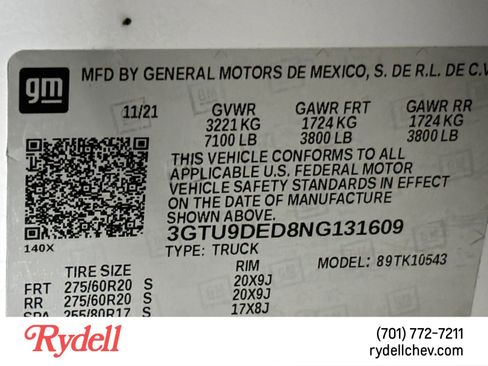 gm MFD BY GENERAL MOTORS DE MEXICO, S. DE R.L. DE C.V
11/21 GVWR GAWR FRT GAWR RR
3221 KG 1724 KG 1724 KG
7100 LB 3800 LB 3800 LB
THIS VEHICLE CONFORMS TO ALL
APPLICABLE U.S. FEDERAL MOTOR
VEHICLE SAFETY STANDARDS IN EFFECT
ON THE DATE OF MANUFACTURE
SHOWN ABOVE.
3GTU9DED8NG131609
140X TYPE: TRUCK
MODEL: 89TK10543
TIRE SIZE RIM
FRT 275/60R20 S 20X9J
RR 275/60R20 S 20X9J
SPA 255/80R17 S 17X8J
Rydell (701) 772-7211
rydellchev.com